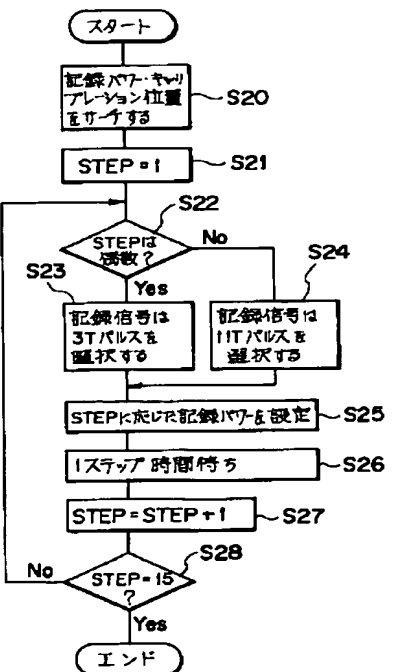 スタート
記録パワー・キャリ
ブレーション位置
をサーチする
S20
STEP=1
S21
S22
STEPは
偶数?
No
Yes
S23
S24
記録信号は
3Tパルスを
選択する
記録信号は
11Tパルスを
選択する
STEPに応じた記録パワーを設定
S25
1ステップ時間待ち
S26
STEP=STEP+1
S27
S28
STEP=15
?
No
Yes
エンド